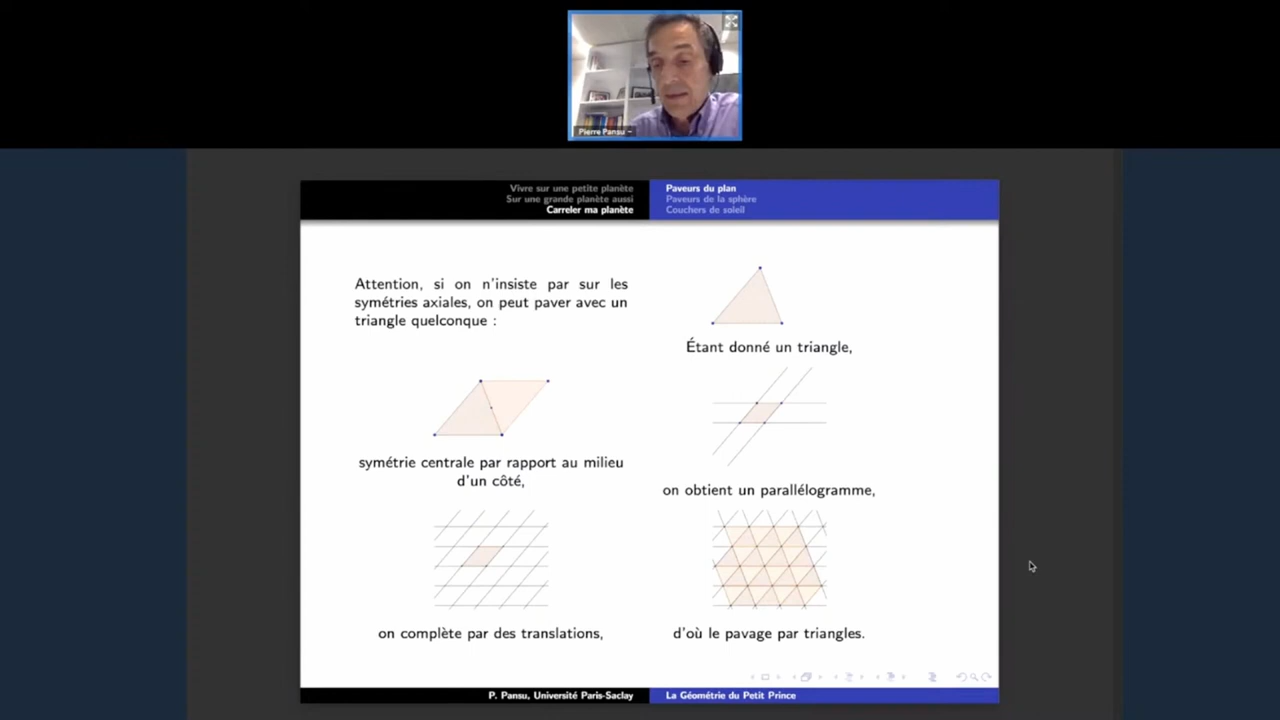 Pierre Pansu ~
Vivre sur une petite planète
Sur une grande planète aussi
Carreler ma planète
Paveurs du plan
Paveurs de la sphère
Couchers de soleil
Attention, si on n'insiste par sur les
symétries axiales, on peut paver avec un
triangle quelconque :
Étant donné un triangle,
symétrie centrale par rapport au milieu
d'un côté,
on obtient un parallélogramme,
on complète par des translations,
d'où le pavage par triangles.
P. Pansu, Université Paris-Saclay
La Géométrie du Petit Prince